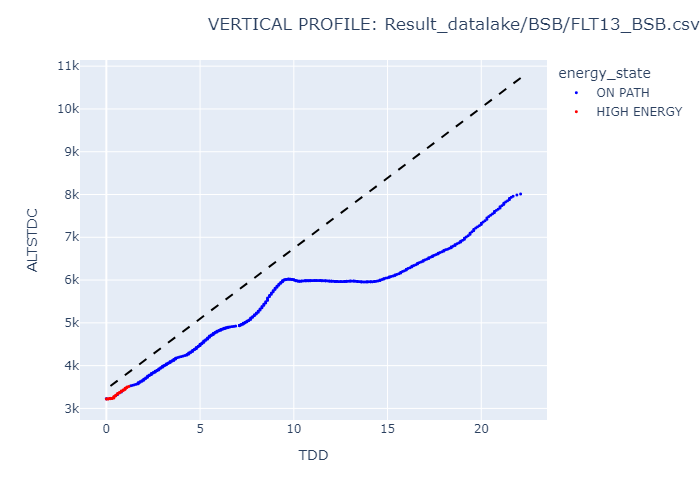 VERTICAL PROFILE: Result_datalake/BSB/FLT13_BSB.csv
11k
10k
9k
8k
7k
6k
5k
4k
3k
ALTSTDC
0
5
10
15
20
TDD
energy_state
ON PATH
HIGH ENERGY